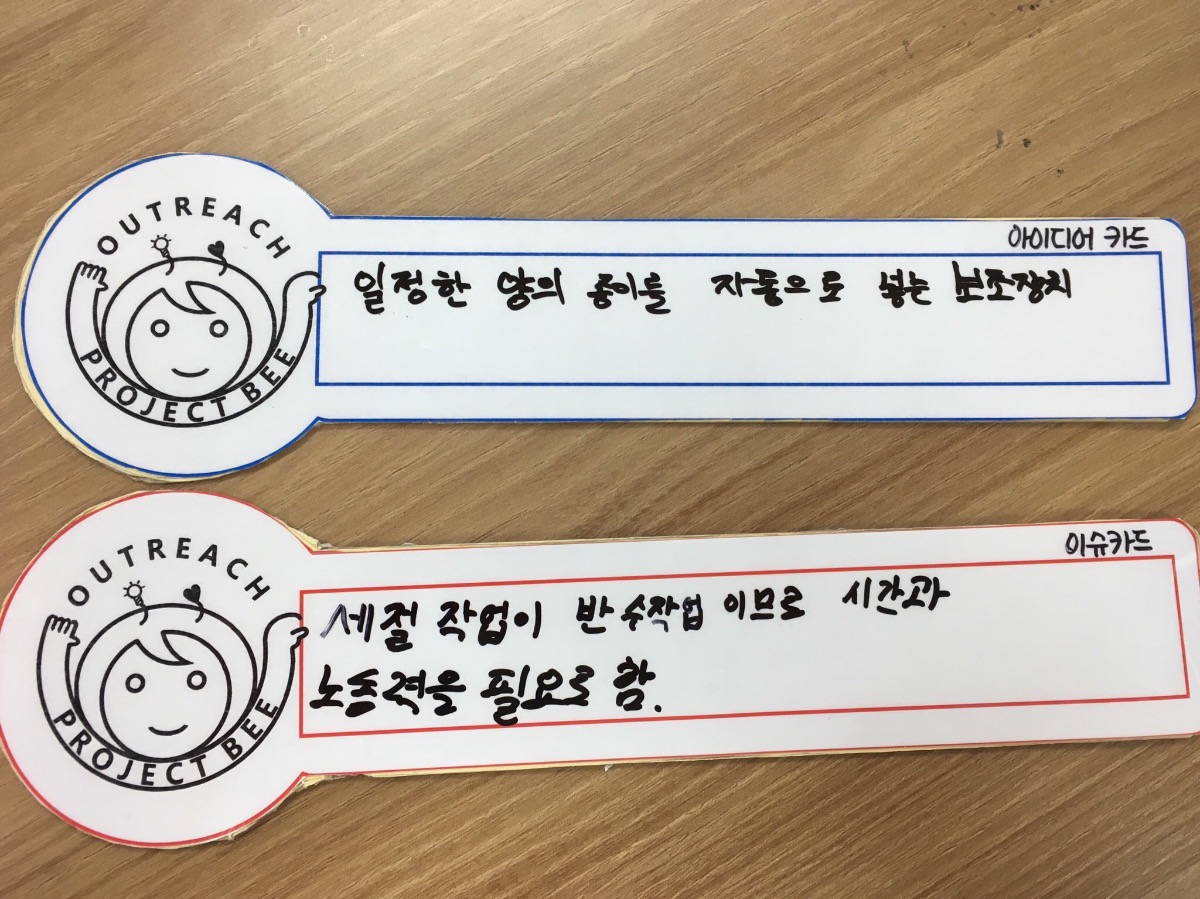 OUTREACH
PROJECT BEE
아이디어 카드
일정한 양의 종이를 자동으로 넣는 보조장치
OUTREACH
PROJECT BEE
이슈카드
세절 작업이 반 수작업 이므로 시간과
노동력을 필요로 함.